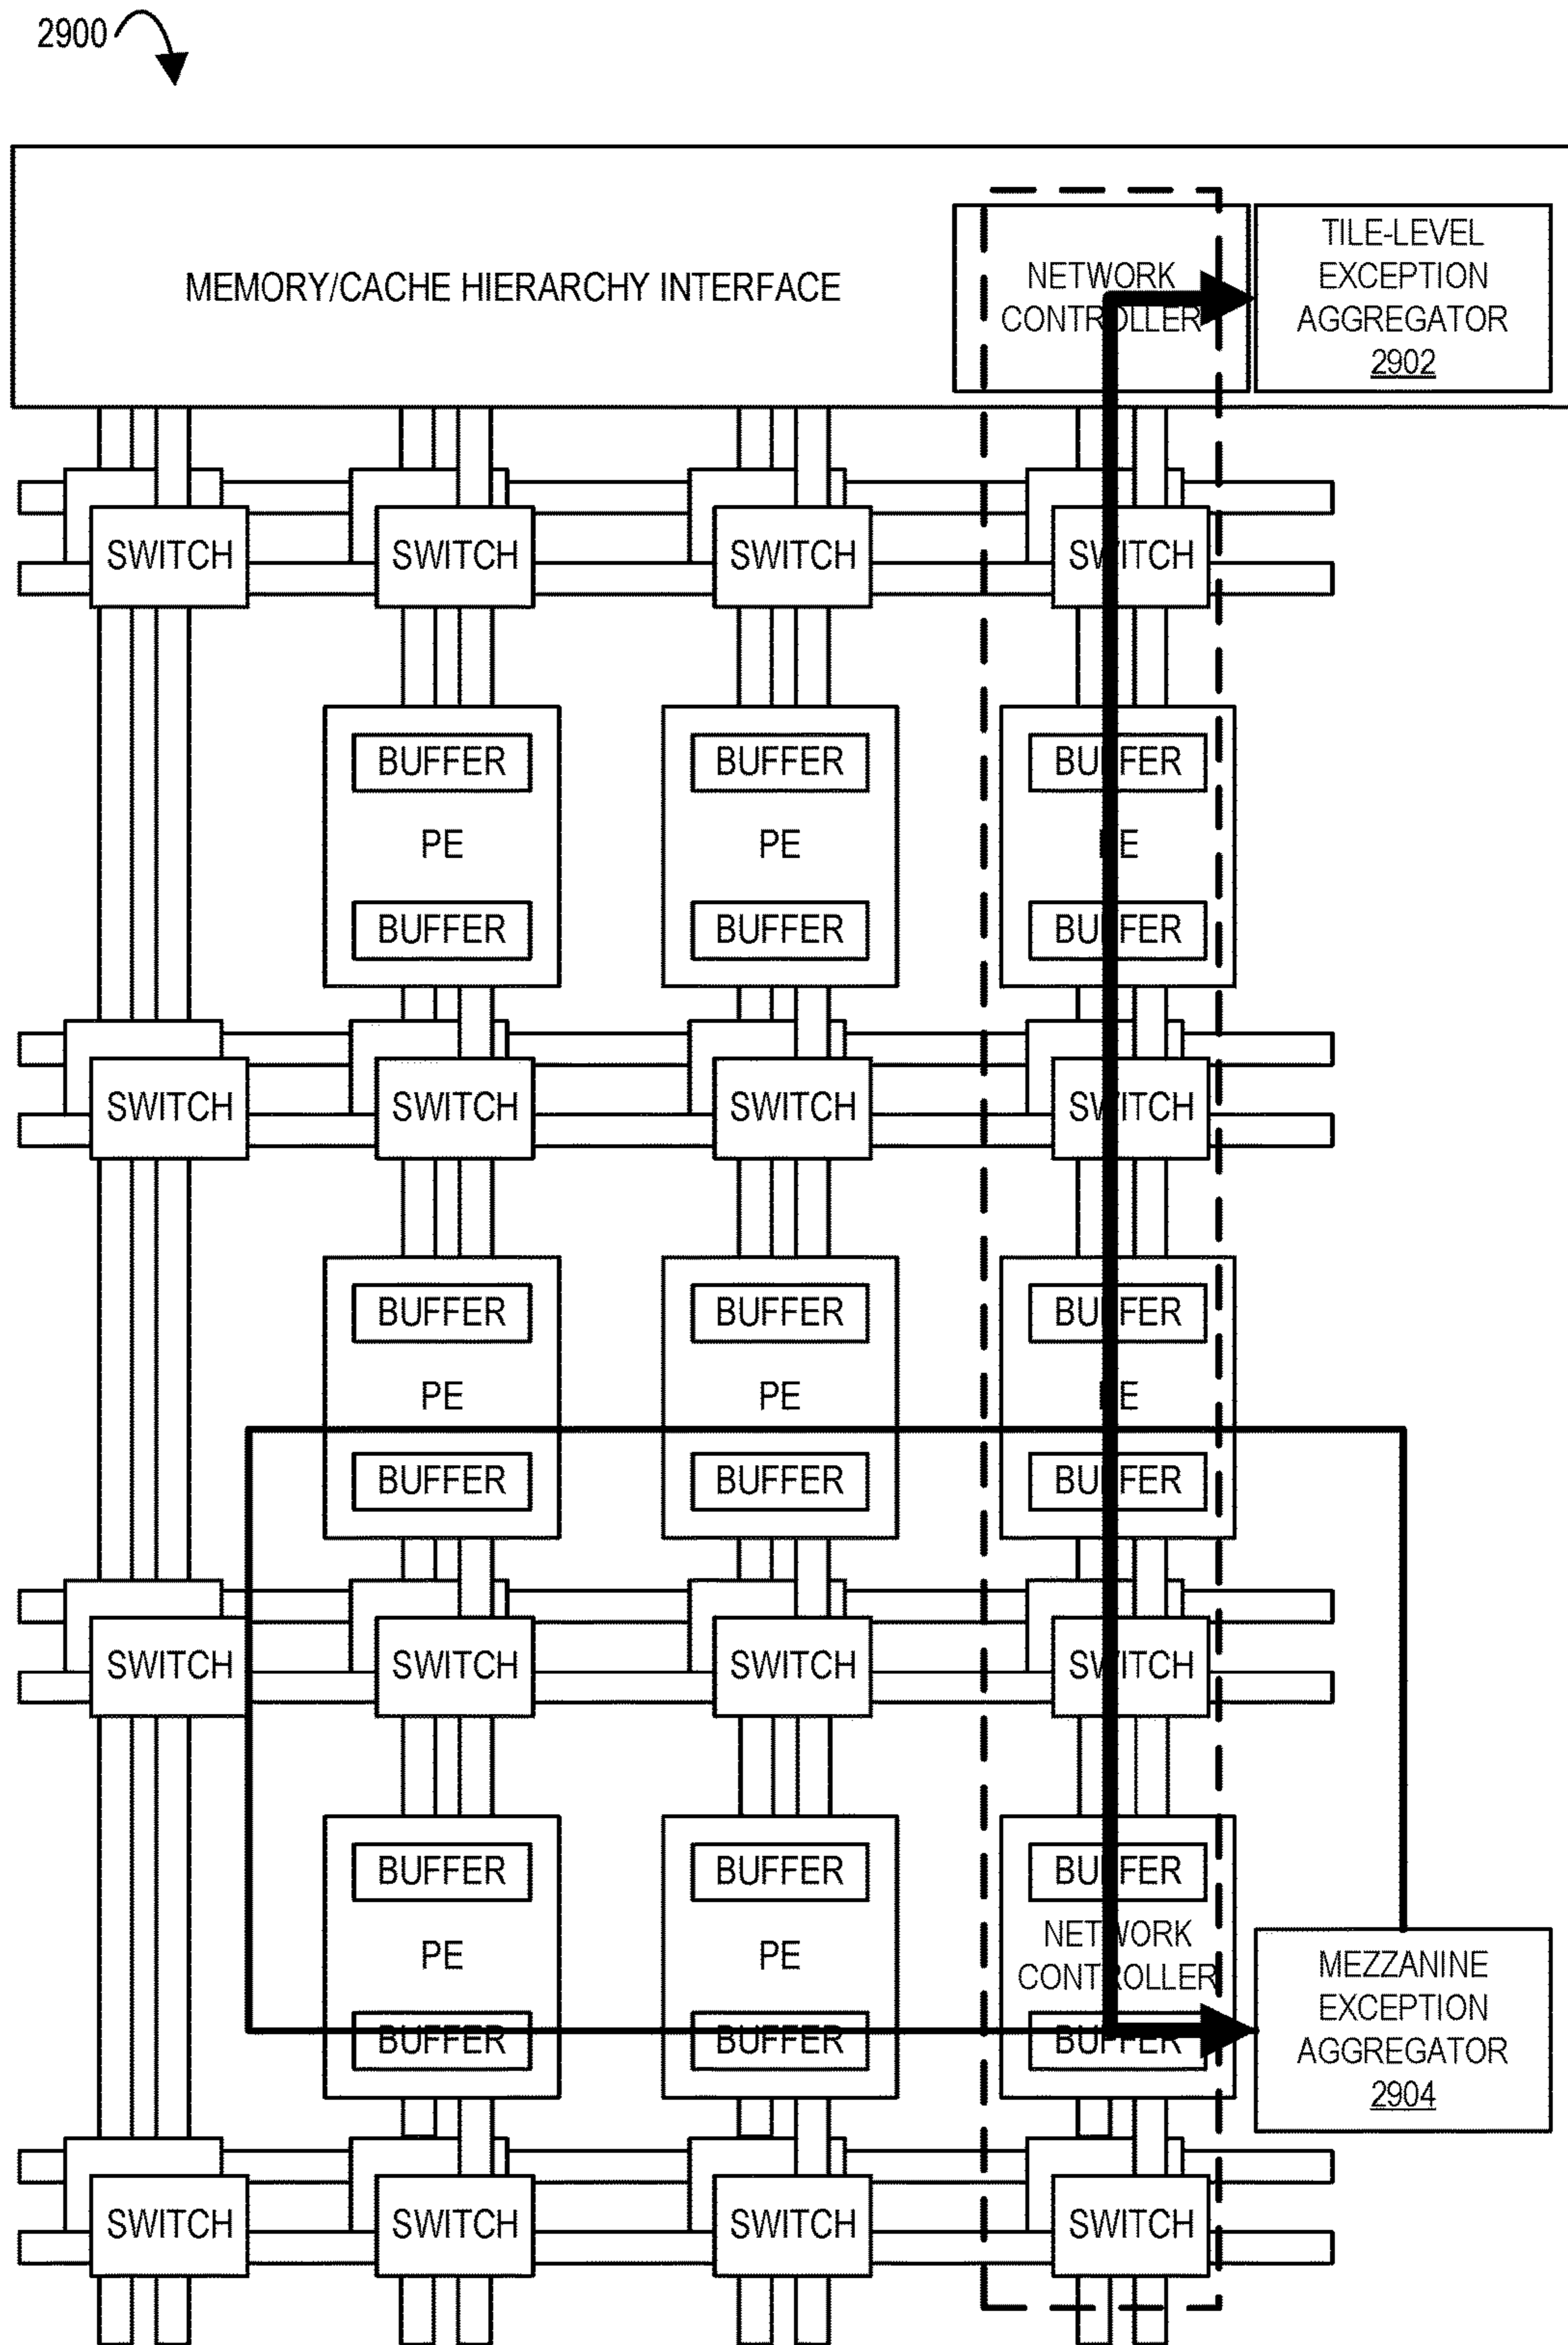 2900
MEMORY/CACHE HIERARCHY INTERFACE
NETWORK
CONTROLLER
TILE-LEVEL
EXCEPTION
AGGREGATOR
2902
SWITCH
SWITCH
SWITCH
SWITCH
BUFFER
BUFFER
BUFFER
PE
PE
PE
BUFFER
BUFFER
BUFFER
SWITCH
SWITCH
SWITCH
SWITCH
BUFFER
BUFFER
BUFFER
PE
PE
PE
BUFFER
BUFFER
BUFFER
SWITCH
SWITCH
SWITCH
SWITCH
BUFFER
BUFFER
BUFFER
PE
PE
NETWORK
CONTROLLER
BUFFER
BUFFER
BUFFER
MEZZANINE
EXCEPTION
AGGREGATOR
2904
SWITCH
SWITCH
SWITCH
SWITCH